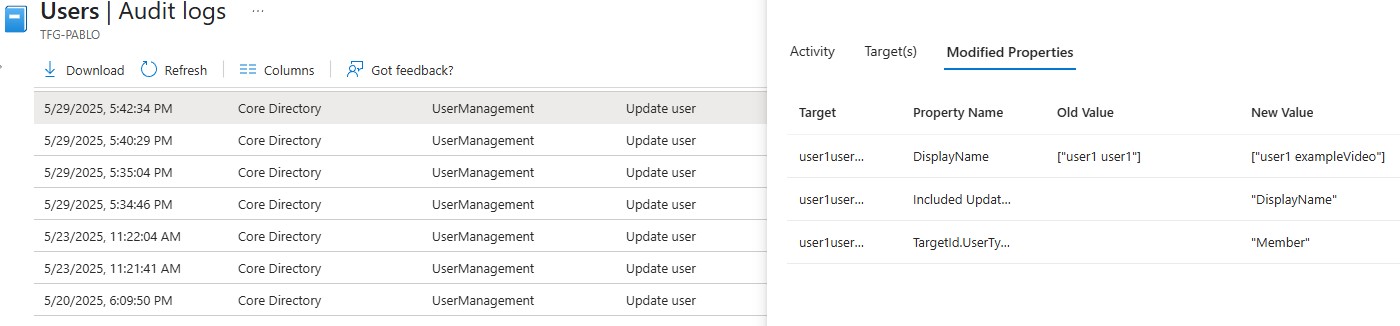 Users | Audit logs ...
TFG-PABLO
Download Refresh Columns Got feedback?
5/29/2025, 5:42:34 PM Core Directory UserManagement Update user
5/29/2025, 5:40:29 PM Core Directory UserManagement Update user
5/29/2025, 5:35:04 PM Core Directory UserManagement Update user
5/29/2025, 5:34:46 PM Core Directory UserManagement Update user
5/23/2025, 11:22:04 AM Core Directory UserManagement Update user
5/23/2025, 11:21:41 AM Core Directory UserManagement Update user
5/20/2025, 6:09:50 PM Core Directory UserManagement Update user
Activity Target(s) Modified Properties
Target Property Name Old Value New Value
user1user... DisplayName ["user1 user1"] ["user1 exampleVideo"]
user1user... Included Updat... "DisplayName"
user1user... TargetId.UserTy... "Member"